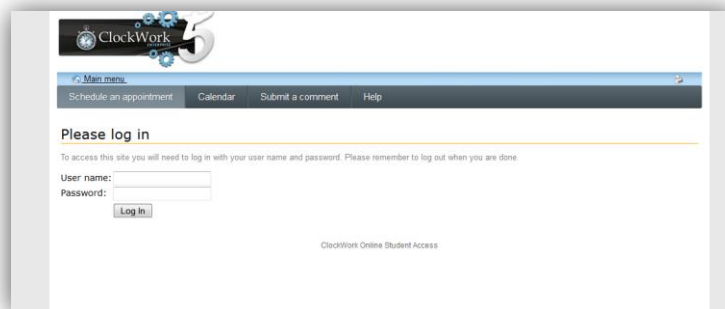 ClockWork 5
ENTERPRISE
Main menu
Schedule an appointment Calendar Submit a comment Help
Please log in
To access this site you will need to log in with your user name and password. Please remember to log out when you are done.
User name:
Password:
Log In
ClockWork Online Student Access